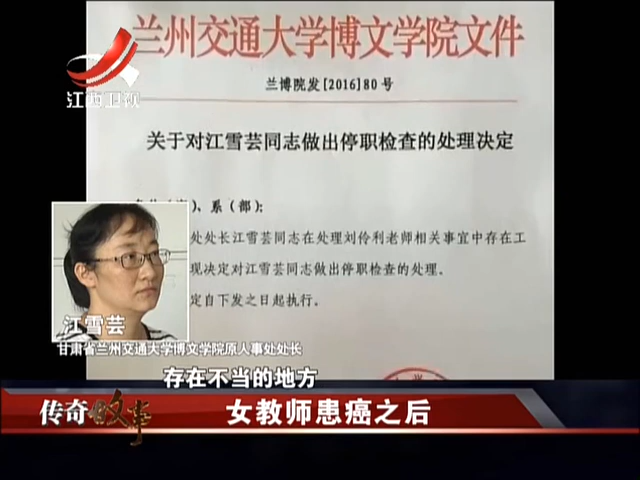 兰州交通大学博文学院文件
江西卫视
兰博院发[2016]80号
关于对江雪芸同志做出停职检查的处理决定
、系（部）：
处处长江雪芸同志在处理刘伶利老师相关事宜中存在工
现决定对江雪芸同志做出停职检查的处理。
定自下发之日起执行。
江雪芸
甘肃省兰州交通大学博文学院原人事处处长
存在不当的地方
传奇故事
女教师患癌之后